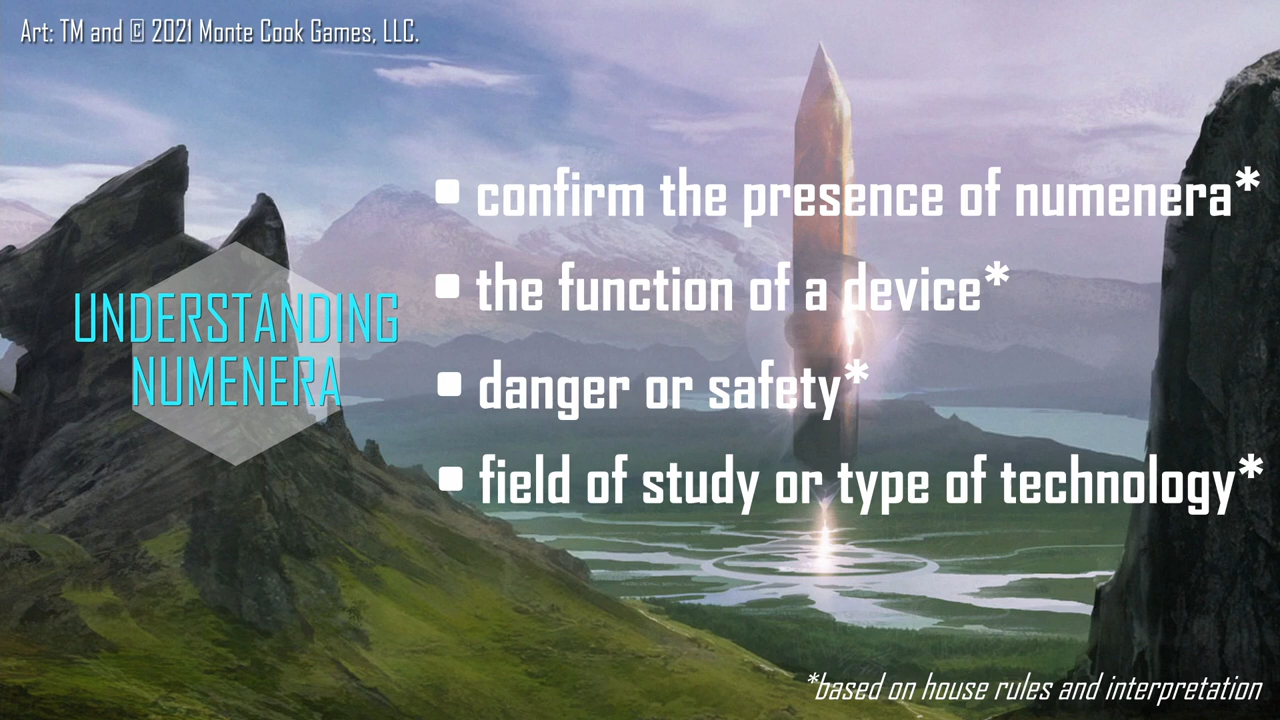 Art: TM and © 2021 Monte Cook Games, LLC.
UNDERSTANDING
NUMENERA
▪ confirm the presence of numenera*
▪ the function of a device*
▪ danger or safety*
▪ field of study or type of technology*
*based on house rules and interpretation